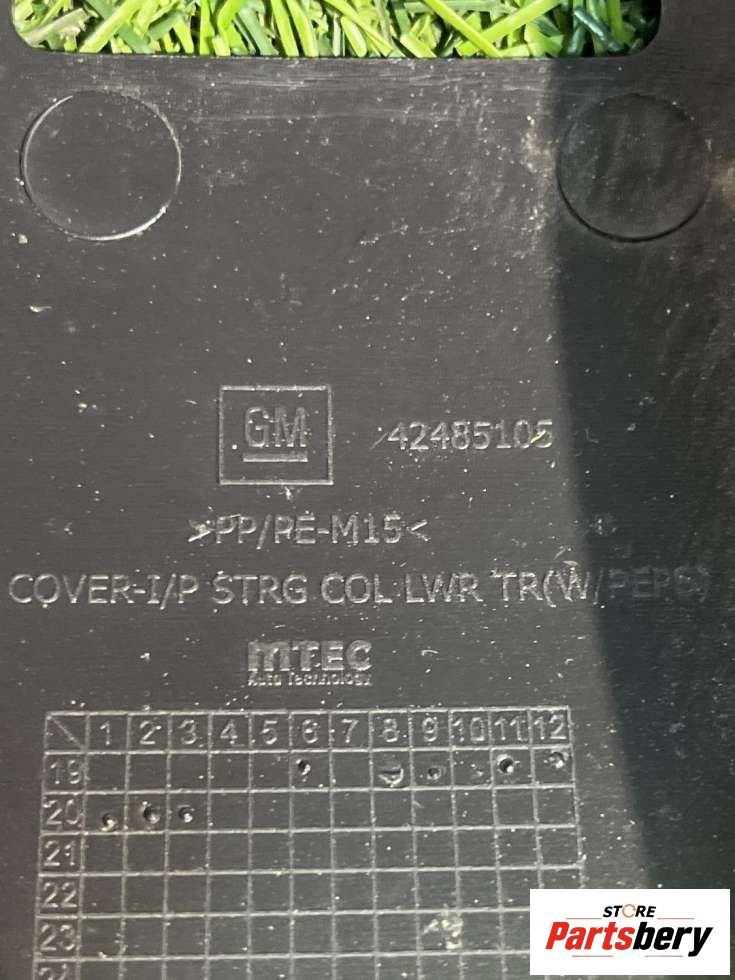 GM 42485105
>PP/PE-M15<
COVER-I/P STRG COL LWR TR(W/PEPS)
MTEC
Auto Technology
1 2 3 4 5 6 7 8 9 10 11 12
19
20
21
22
23
STORE
Partsbery